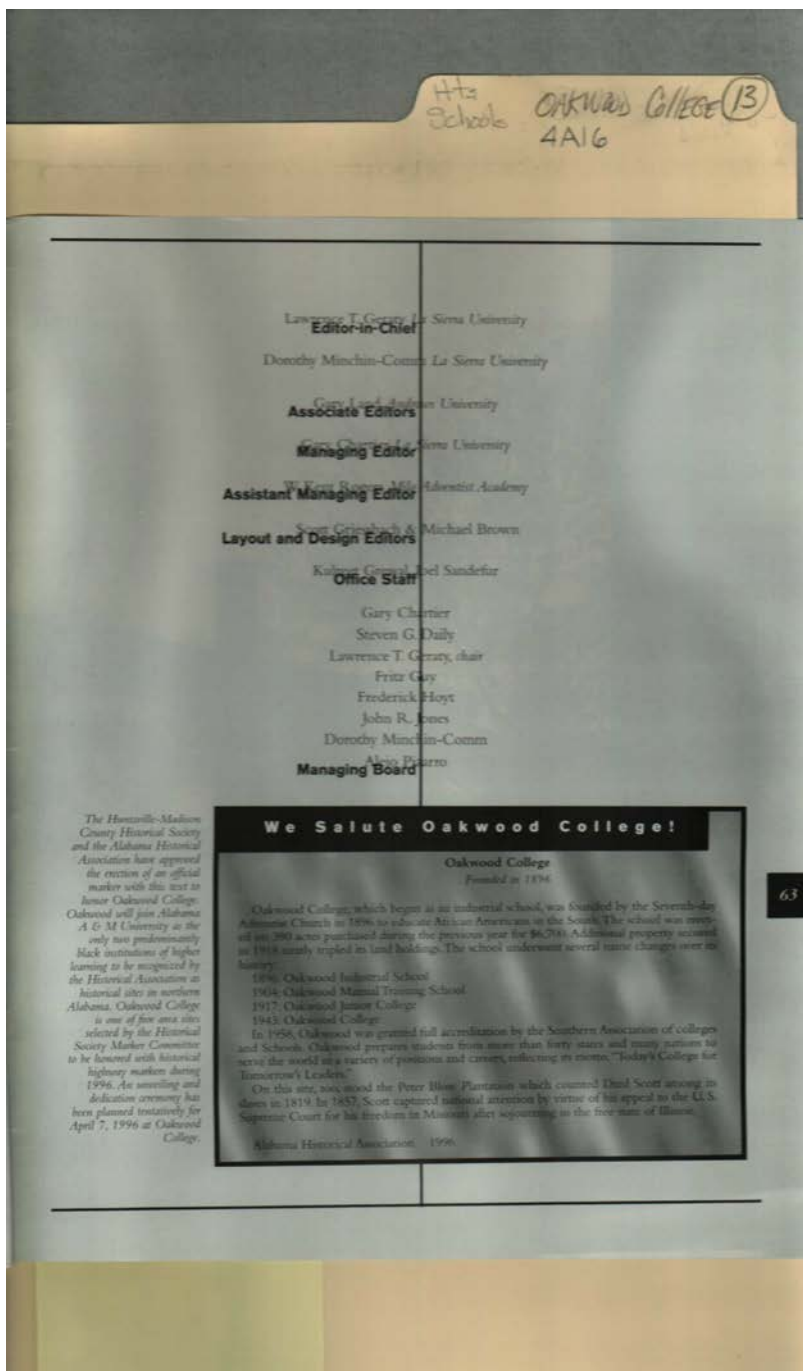 Hts
Schools
OAKWOOD COLLEGE 13
4A16
Lawrence T. Geraty La Sierra University
Editor-in-Chief
Dorothy Minchin-Comm La Sierra University
Gary Land Andrews University
Associate Editors
Gary Chartier La Sierra University
Managing Editor
W. Kent Rogers Mile Adventist Academy
Assistant Managing Editor
Scott Griesbach & Michael Brown
Layout and Design Editors
Joel Sandefur
Office Staff
Gary Chartier
Steven G. Daily
Lawrence T. Geraty, chair
Fritz Guy
Frederick Hoyt
John R. Jones
Dorothy Minchin-Comm
Alejo Pizarro
Managing Board
The Huntsville-Madison
County Historical Society
and the Alabama Historical
Association have approved
the erection of an official
marker with this text to
honor Oakwood College.
Oakwood will join Alabama
A & M University as the
only two predominantly
black institutions of higher
learning to be recognized by
the Historical Association as
historical sites in northern
Alabama. Oakwood College
is one of five area sites
selected by the Historical
Society Marker Committee
to be honored with historical
highway markers during
1996. An unveiling and
dedication ceremony has
been planned tentatively for
April 7, 1996 at Oakwood
College.
We Salute Oakwood College!
Oakwood College
Founded in 1896
Oakwood College, which began as an industrial school, was founded by the Seventh-day
Adventist Church in 1896 to educate African Americans in the South. The school was erect-
ed on 380 acres purchased during the previous year for $6,700. Additional property secured
in 1918 nearly tripled its land holdings. The school underwent several name changes over its
history:
1896: Oakwood Industrial School
1904: Oakwood Manual Training School
1917: Oakwood Junior College
1943: Oakwood College
In 1958, Oakwood was granted full accreditation by the Southern Association of colleges
and Schools. Oakwood prepares students from more than forty states and many nations to
serve the world in a variety of positions and careers, reflecting its motto, "Today's College for
Tomorrow's Leaders."
On this site, too, stood the Peter Blow Plantation which counted Dred Scott among its
slaves in 1819. In 1857, Scott captured national attention by virtue of his appeal to the U.S.
Supreme Court for his freedom in Missouri after sojourning in the free state of Illinois.
Alabama Historical Association 1996
63